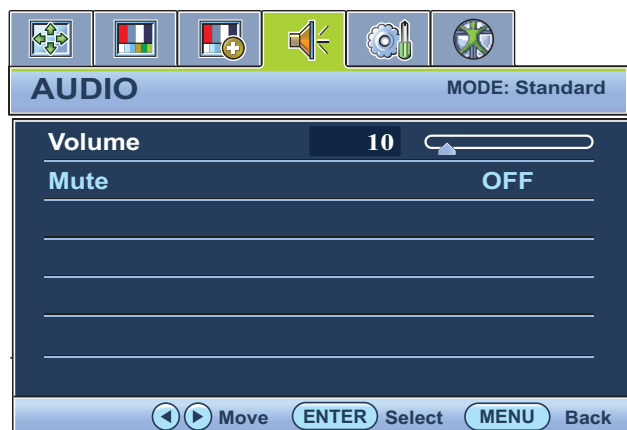 AUDIO MODE: Standard
Volume 10
Mute OFF
Move ENTER Select MENU Back